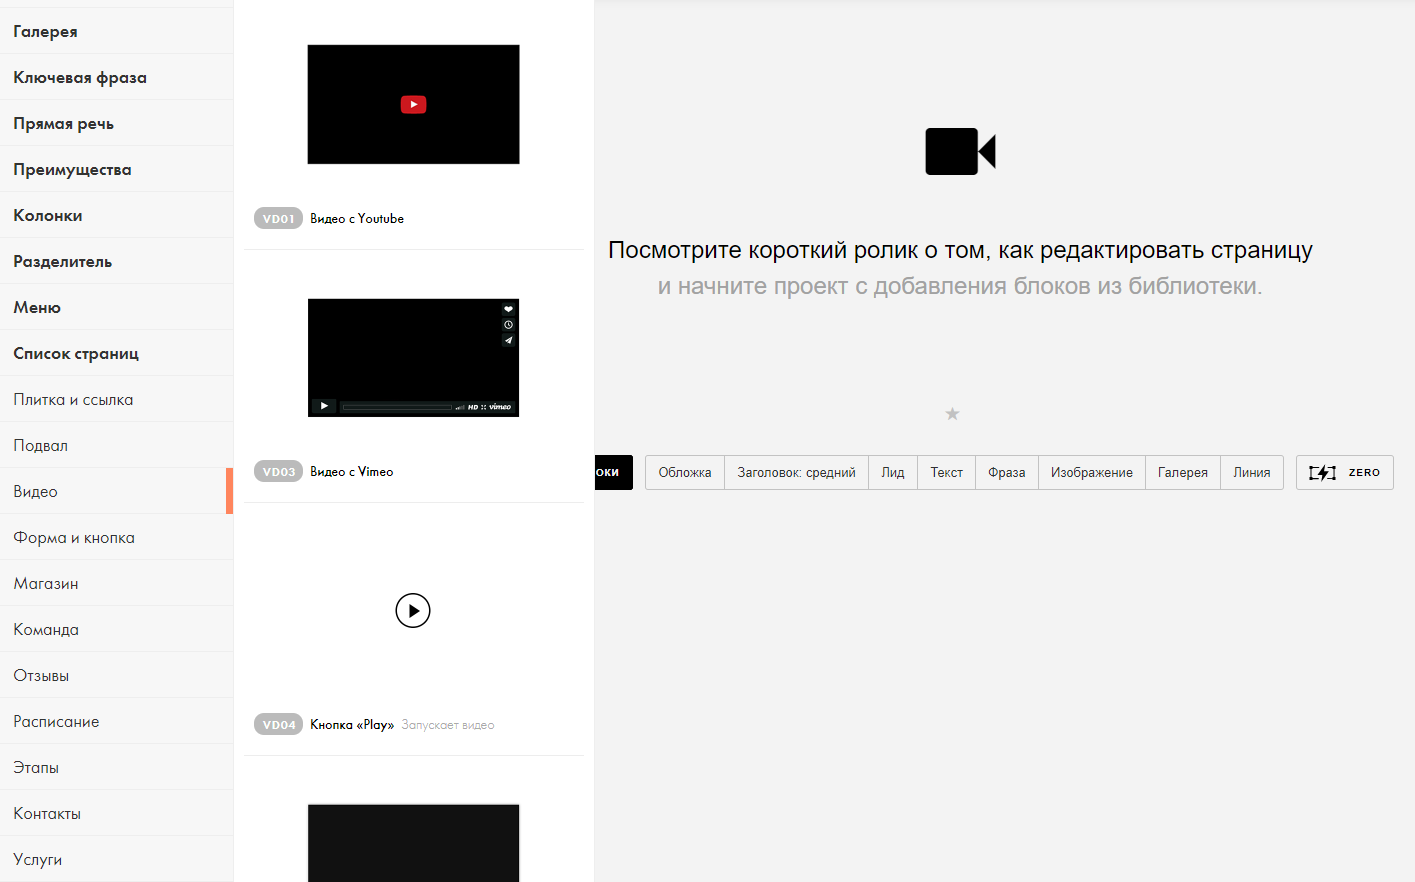 Галерея
Ключевая фраза
Прямая речь
Преимущества
Колонки
Разделитель
Меню
Список страниц
Плитка и ссылка
Подвал
Видео
Форма и кнопка
Магазин
Команда
Отзывы
Расписание
Этапы
Контакты
Услуги
VD01 Видео с Youtube
HD vimeo
VD03 Видео с Vimeo
VD04 Кнопка «Play» Запускает видео
Посмотрите короткий ролик о том, как редактировать страницу
и начните проект с добавления блоков из библиотеки.
ОКИ Обложка Заголовок: средний Лид Текст Фраза Изображение Галерея Линия ZERO